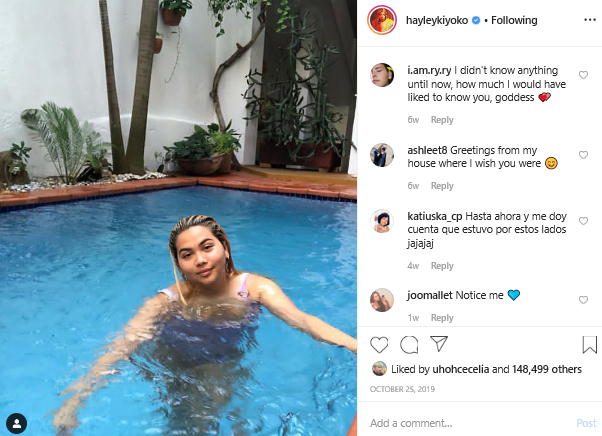 hayleykiyoko • Following
i.am.ry.ry I didn't know anything
until now, how much I would have
liked to know you, goddess 💘
6w Reply
ashleet8 Greetings from my
house where I wish you were 😊
6w Reply
katiuska_cp Hasta ahora y me doy
cuenta que estuvo por estos lados
jajajaj
4w Reply
joomallet Notice me 💙
1w Reply
Liked by uhohcecelia and 148,499 others
OCTOBER 25, 2019
Add a comment... Post